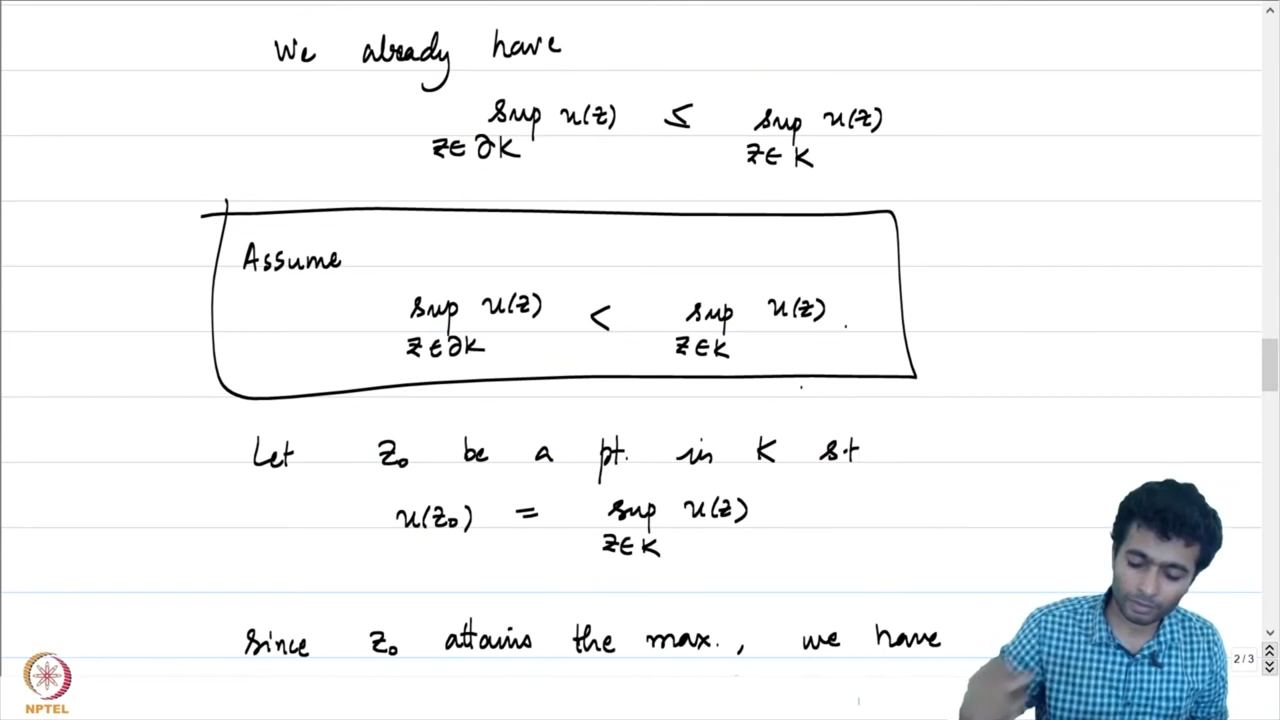 We already have
sup u(z) ≤ sup u(z)
z∈∂K z∈K
Assume
sup u(z) < sup u(z).
z∈∂K z∈K
Let z₀ be a pt. in K st
u(z₀) = sup u(z)
z∈K
since z₀ attains the max., we have
2/3
NPTEL